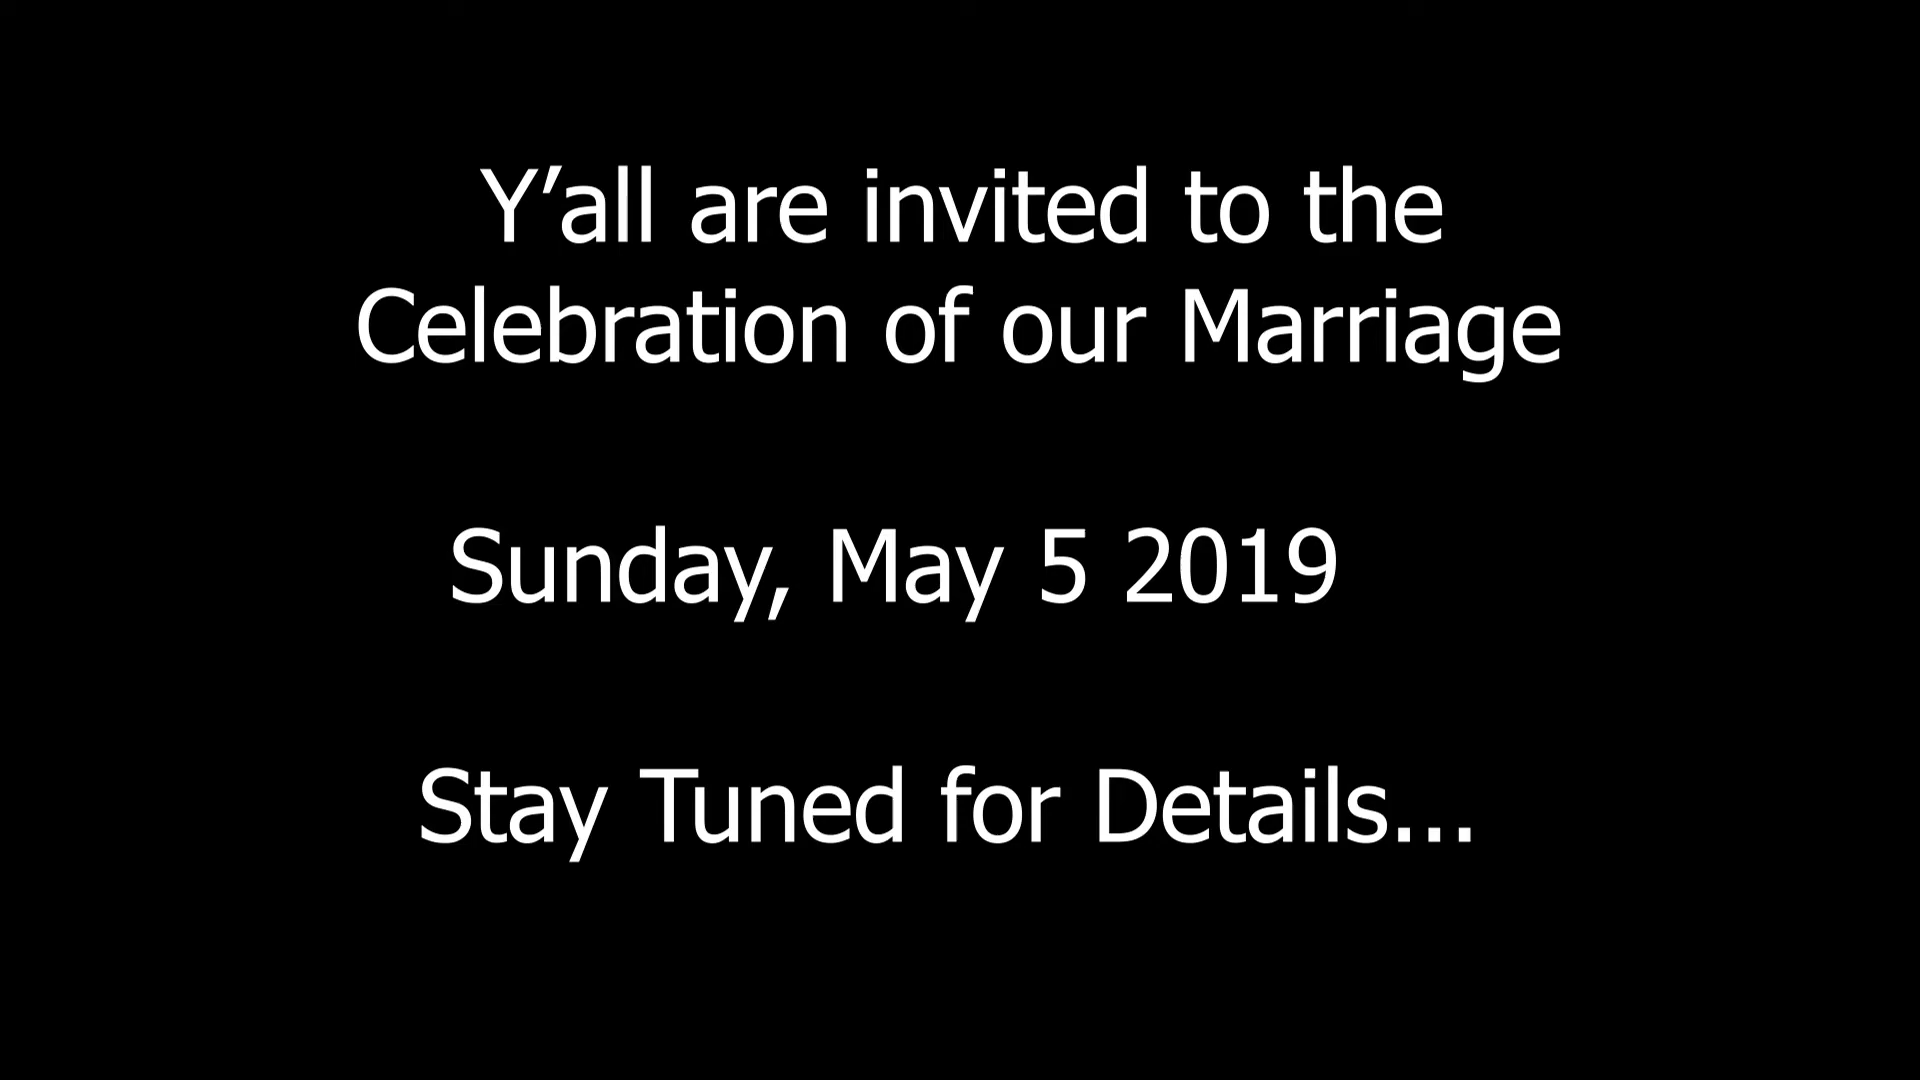 Y’all are invited to the
Celebration of our Marriage
Sunday, May 5 2019
Stay Tuned for Details...